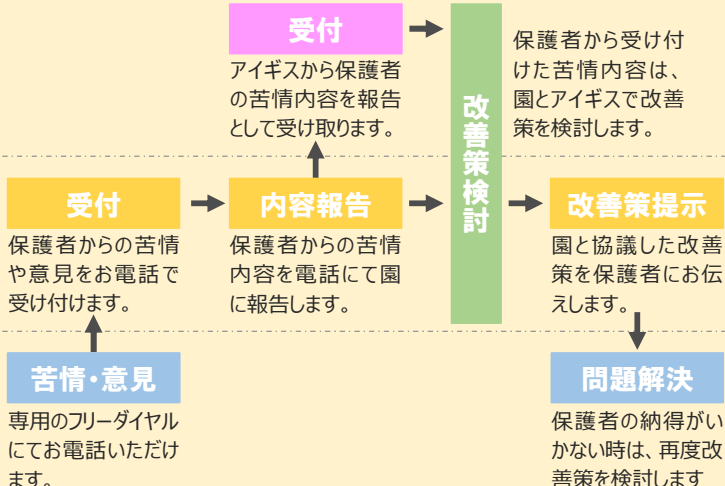 受付
アイギスから保護者
の苦情内容を報告
として受け取ります。
改善策検討
保護者から受け付
けた苦情内容は、
園とアイギスで改善
策を検討します。
受付
保護者からの苦情
や意見をお電話で
受け付けます。
内容報告
保護者からの苦情
内容を電話にて園
に報告します。
改善策提示
園と協議した改善
策を保護者にお伝
えします。
苦情・意見
専用のフリーダイヤル
にてお電話いただけ
ます。
問題解決
保護者の納得がい
かない時は、再度改
善策を検討します